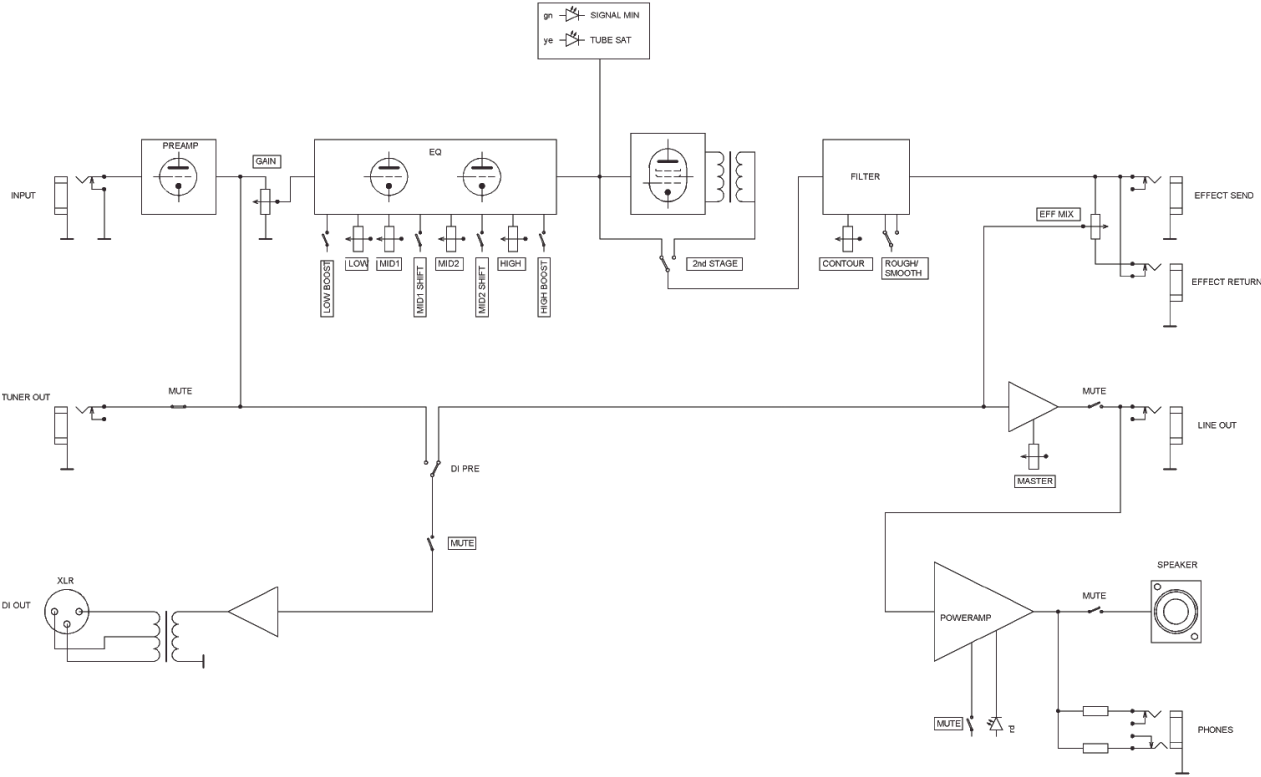 gn SIGNAL MIN
ye TUBE SAT
PREAMP
GAIN
EQ
INPUT
FILTER
EFFECT SEND
EFF MIX
LOW BOOST
LOW
MID1
MID1 SHIFT
MID2
MID2 SHIFT
HIGH
HIGH BOOST
2nd STAGE
CONTOUR
ROUGH/
SMOOTH
EFFECT RETURN
TUNER OUT
MUTE
MUTE
LINE OUT
DI PRE
MASTER
MUTE
XLR
DI OUT
SPEAKER
MUTE
POWERAMP
MUTE
rd
PHONES